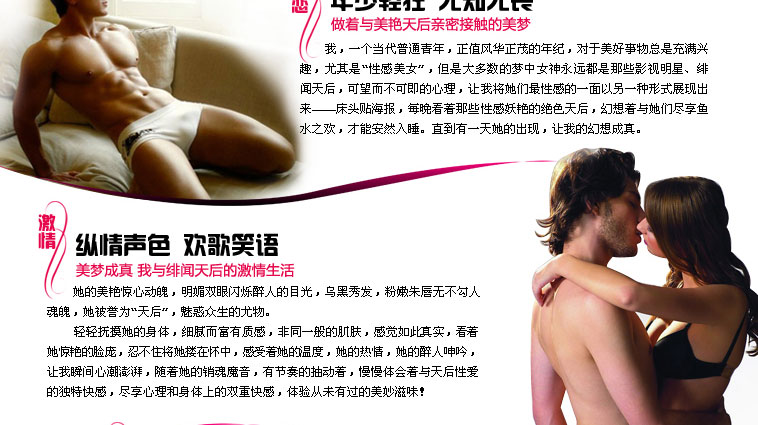 恋
年少轻狂 无知无畏
做着与美艳天后亲密接触的美梦
我，一个当代普通青年，正值风华正茂的年纪，对于美好事物总是充满兴
趣，尤其是“性感美女”，但是大多数的梦中女神永远都是那些影视明星、绯
闻天后，可望而不可即的心理，让我将她们最性感的一面以另一种形式展现出
来——床头贴海报，每晚看着那些性感妖艳的绝色天后，幻想着与她们尽享鱼
水之欢，才能安然入睡。直到有一天她的出现，让我的幻想成真。
激情
纵情声色 欢歌笑语
美梦成真 我与绯闻天后的激情生活
她的美艳惊心动魄，明媚双眼闪烁醉人的目光，乌黑秀发，粉嫩朱唇无不勾人
魂魄，她被誉为“天后”，魅惑众生的尤物。
轻轻抚摸她的身体，细腻而富有质感，非同一般的肌肤，感觉如此真实，看着
她惊艳的脸庞，忍不住将她搂在怀中，感受着她的温度，她的热情，她的醉人呻吟，
让我瞬间心潮澎湃，随着她的销魂魔音，有节奏的抽动着，慢慢体会着与天后性爱
的独特快感，尽享心理和身体上的双重快感，体验从未有过的美妙滋味！